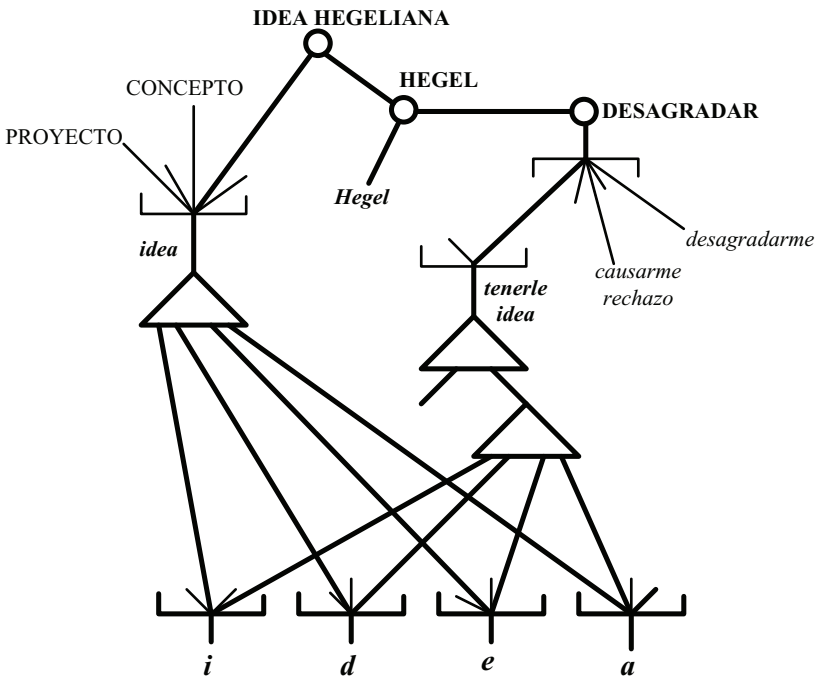 IDEA HEGELIANA
HEGEL
CONCEPTO
DESAGRADAR
PROYECTO
Hegel
desagradarme
idea
causarme
rechazo
tenerle
idea
i d e a